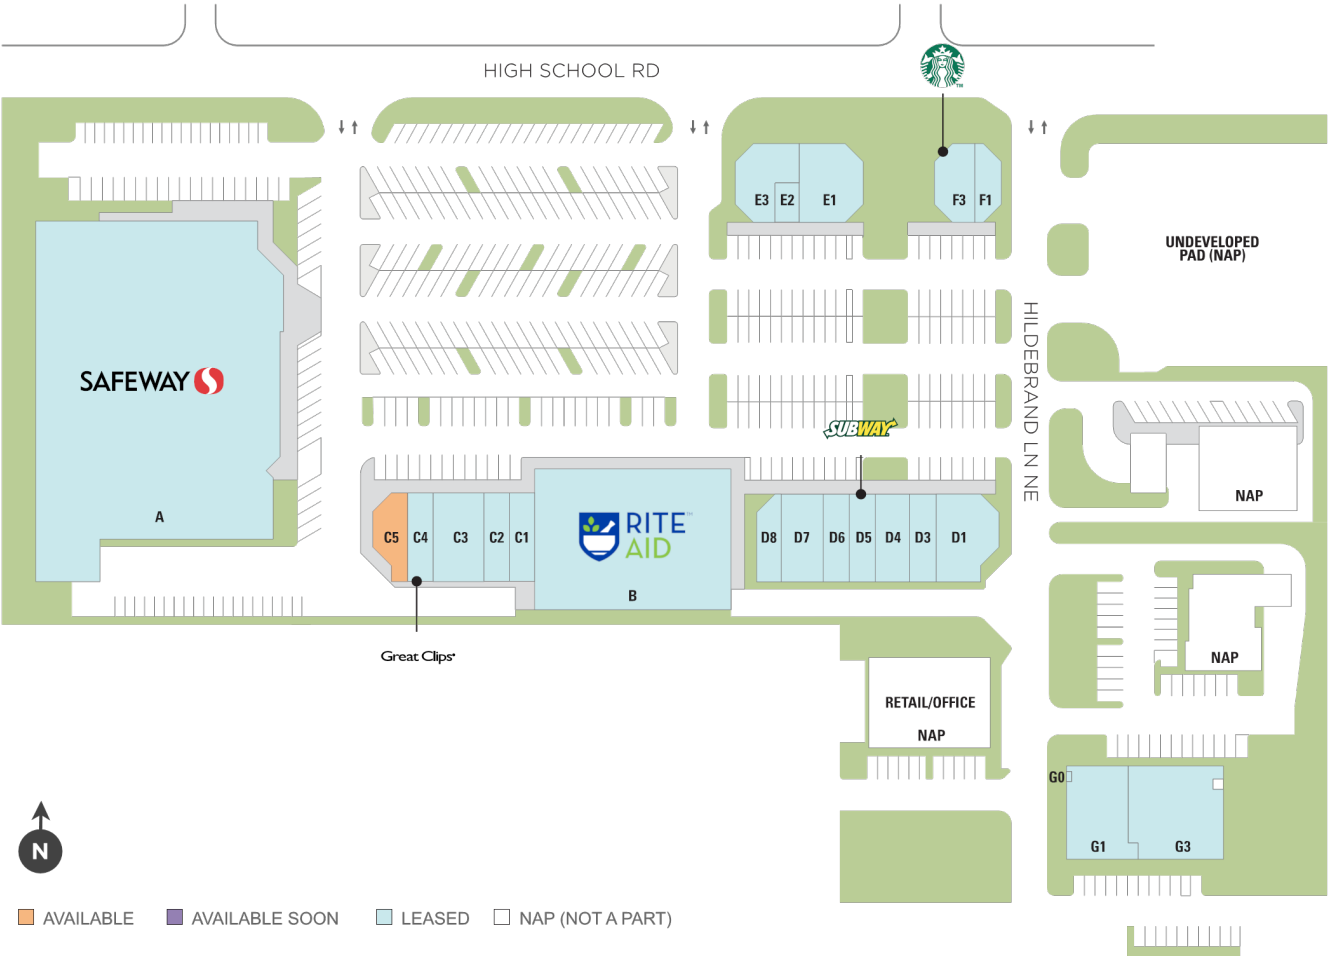 HIGH SCHOOL RD
TM
E3
E2
E1
F3
F1
UNDEVELOPED
PAD (NAP)
HILDEBRAND LN NE
SAFEWAY
SUBWAY
NAP
A
C5
C4
C3
C2
C1
RITE
AID
B
D8
D7
D6
D5
D4
D3
D1
Great Clips
NAP
RETAIL/OFFICE
NAP
G0
G1
G3
N
AVAILABLE
AVAILABLE SOON
LEASED
NAP (NOT A PART)